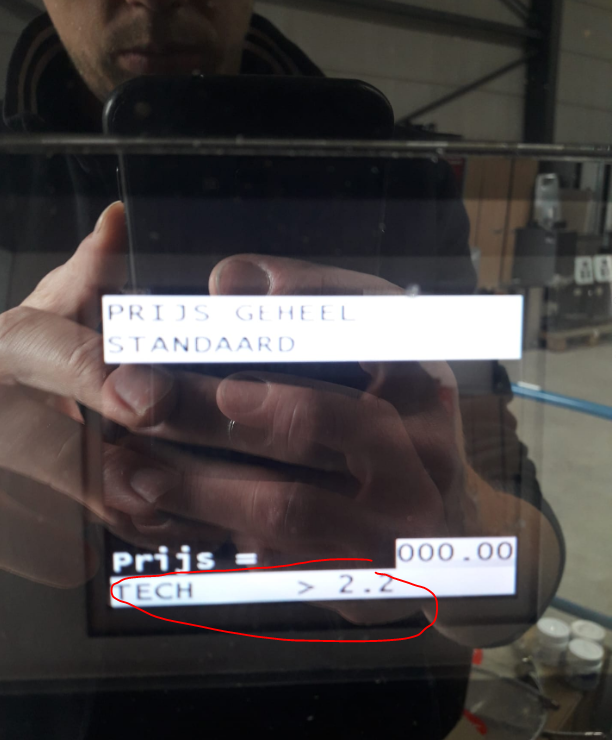 PRIJS GEHEEL
STANDAARD
Prijs = 000.00
TECH > 2.2